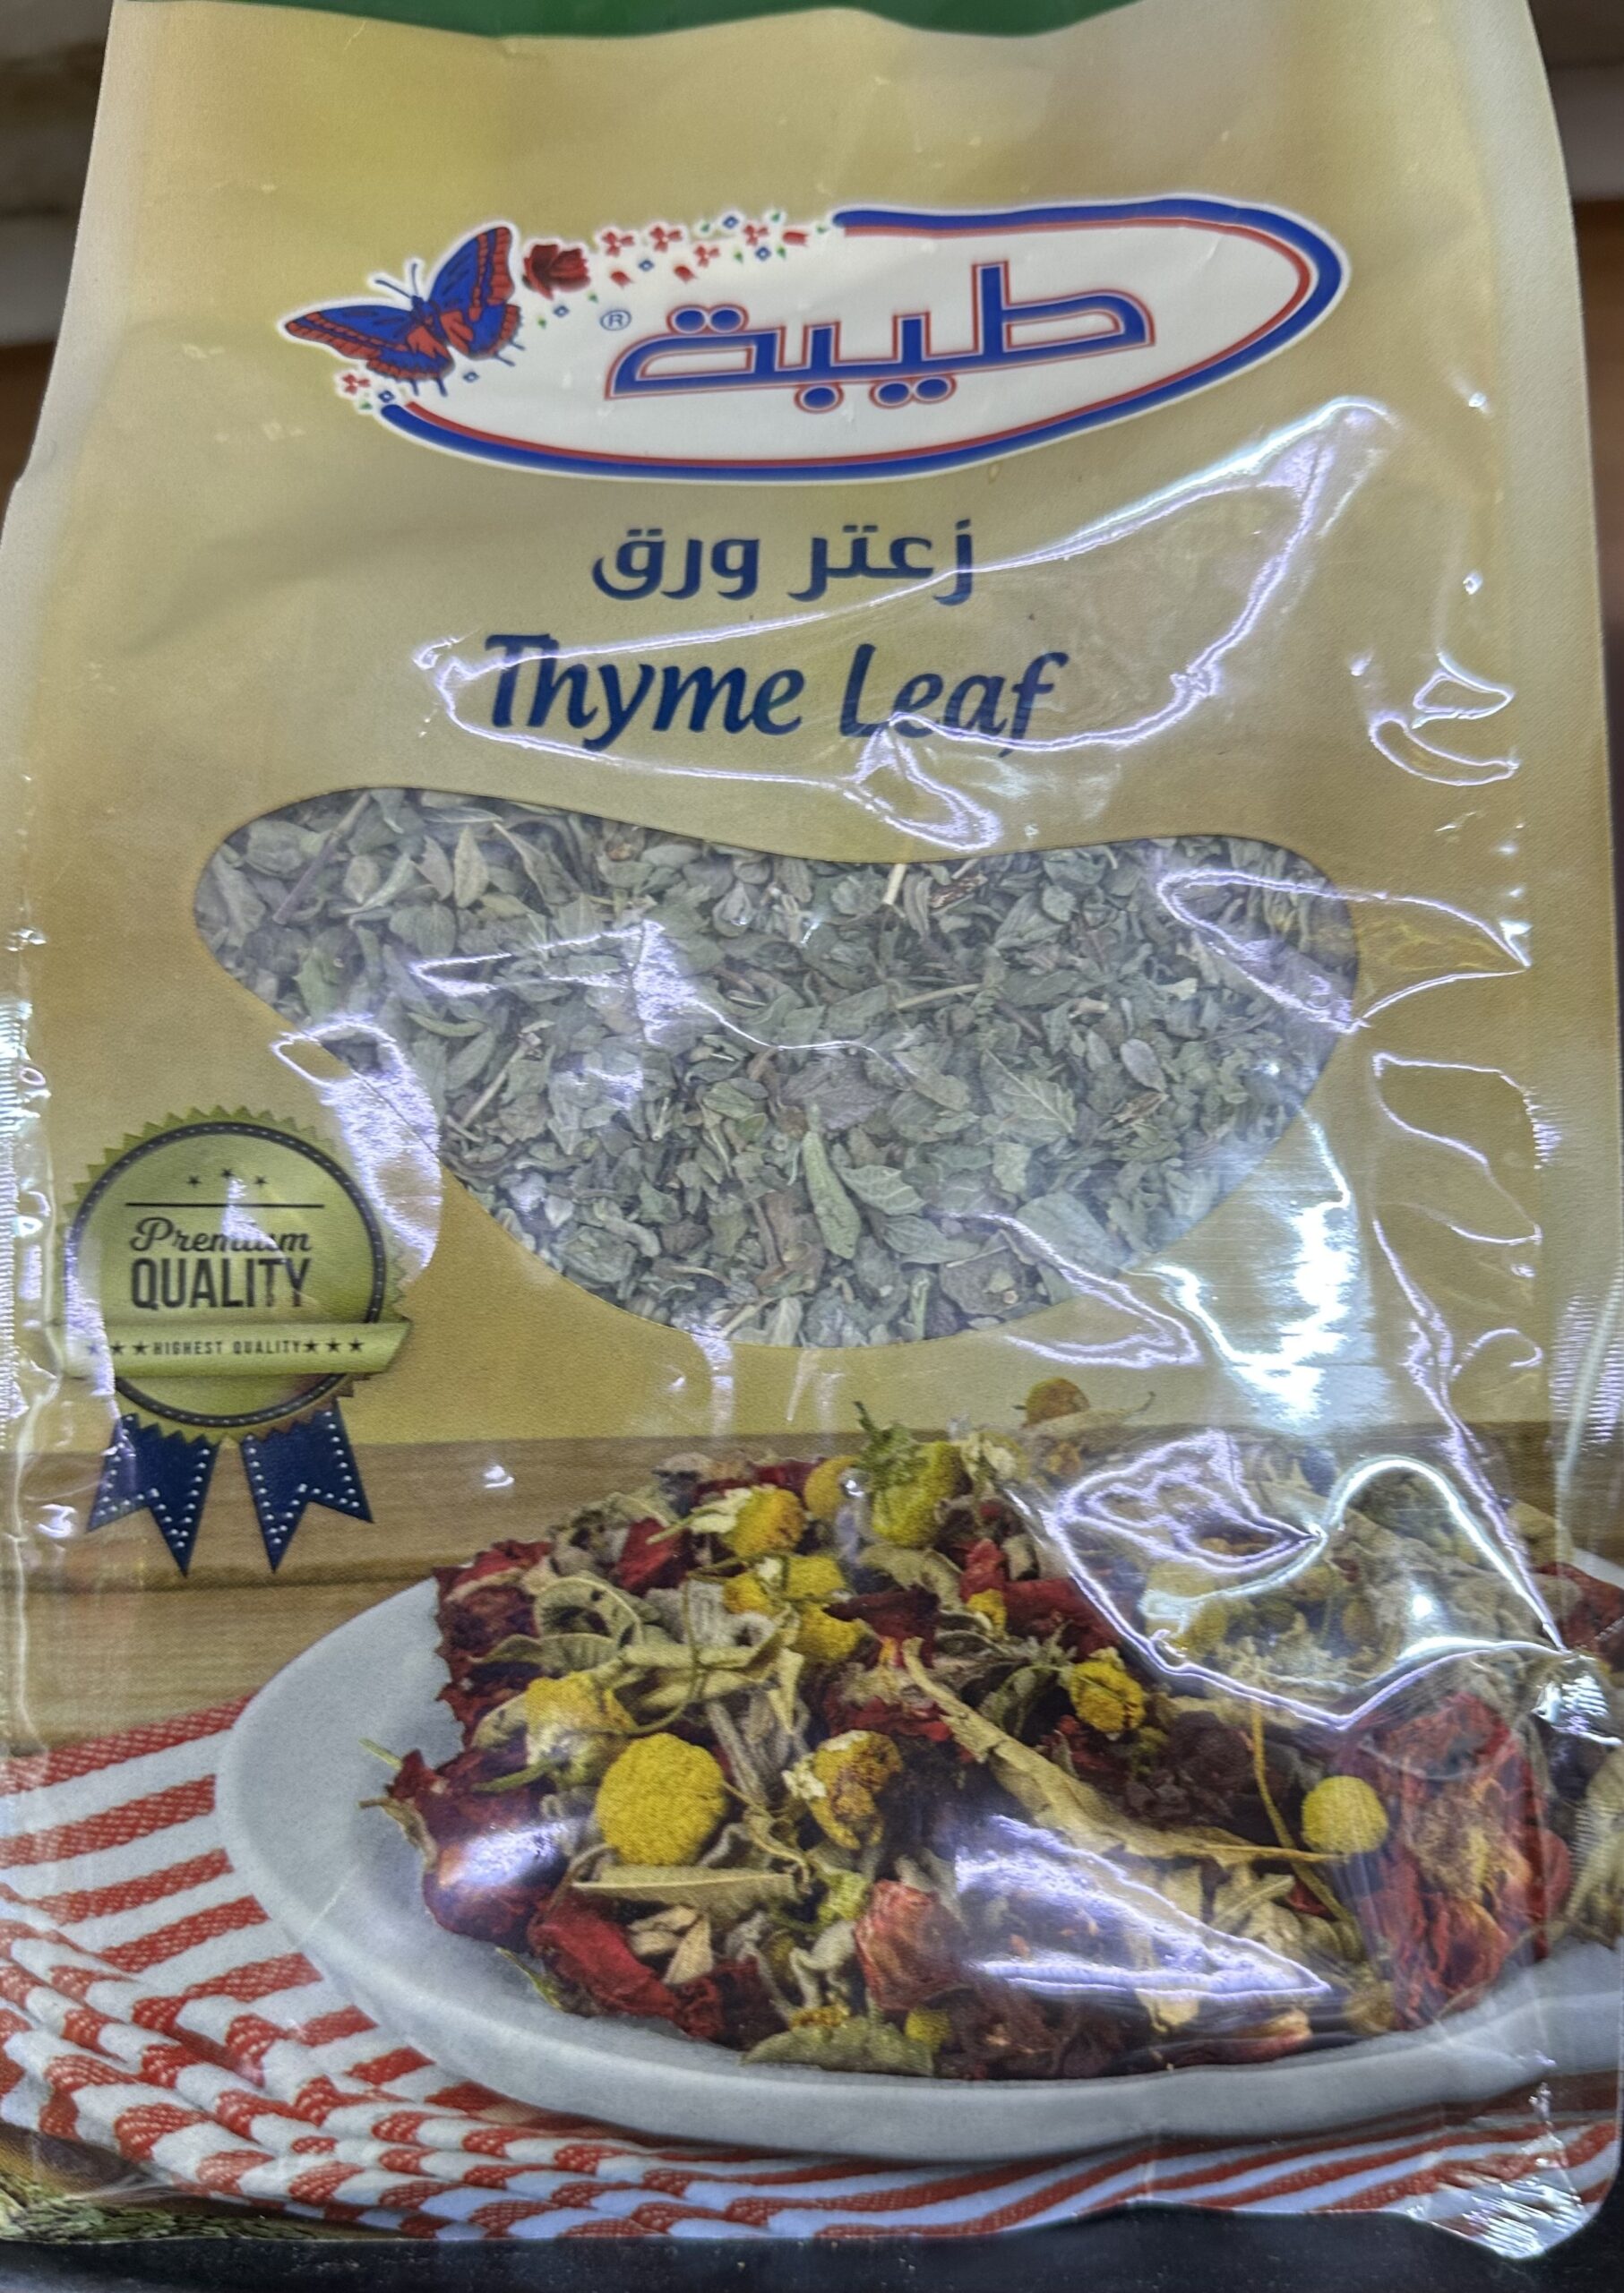 طيبة ®
زعتر ورق
Thyme Leaf
Premium
QUALITY
★★★HIGHEST QUALITY★★★